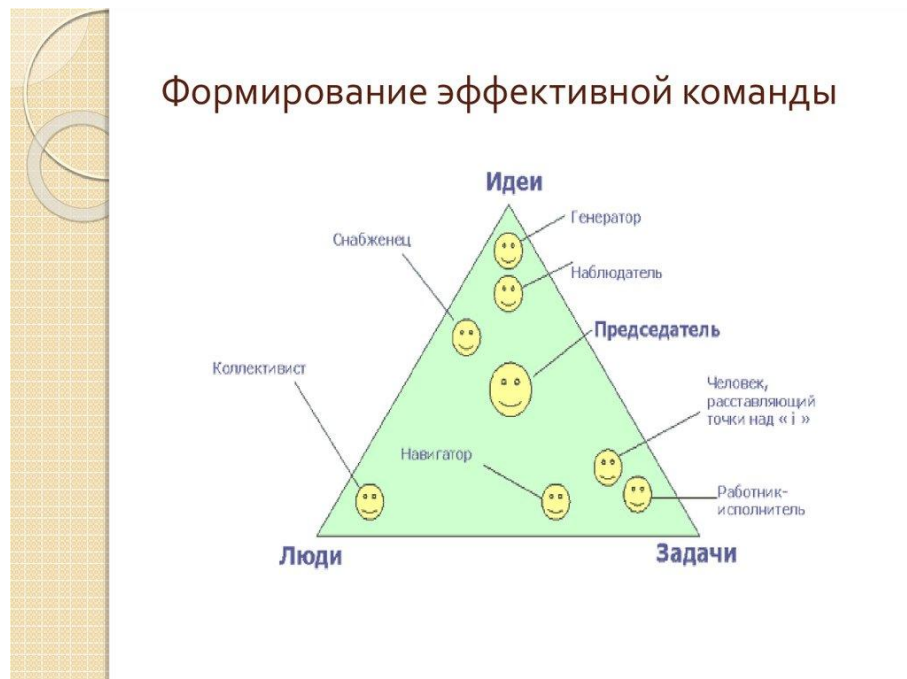 Формирование эффективной команды
Идеи
Генератор
Снабженец
Наблюдатель
Председатель
Коллективист
Человек,
расставляющий
точки над « i »
Навигатор
Работник-
исполнитель
Люди
Задачи